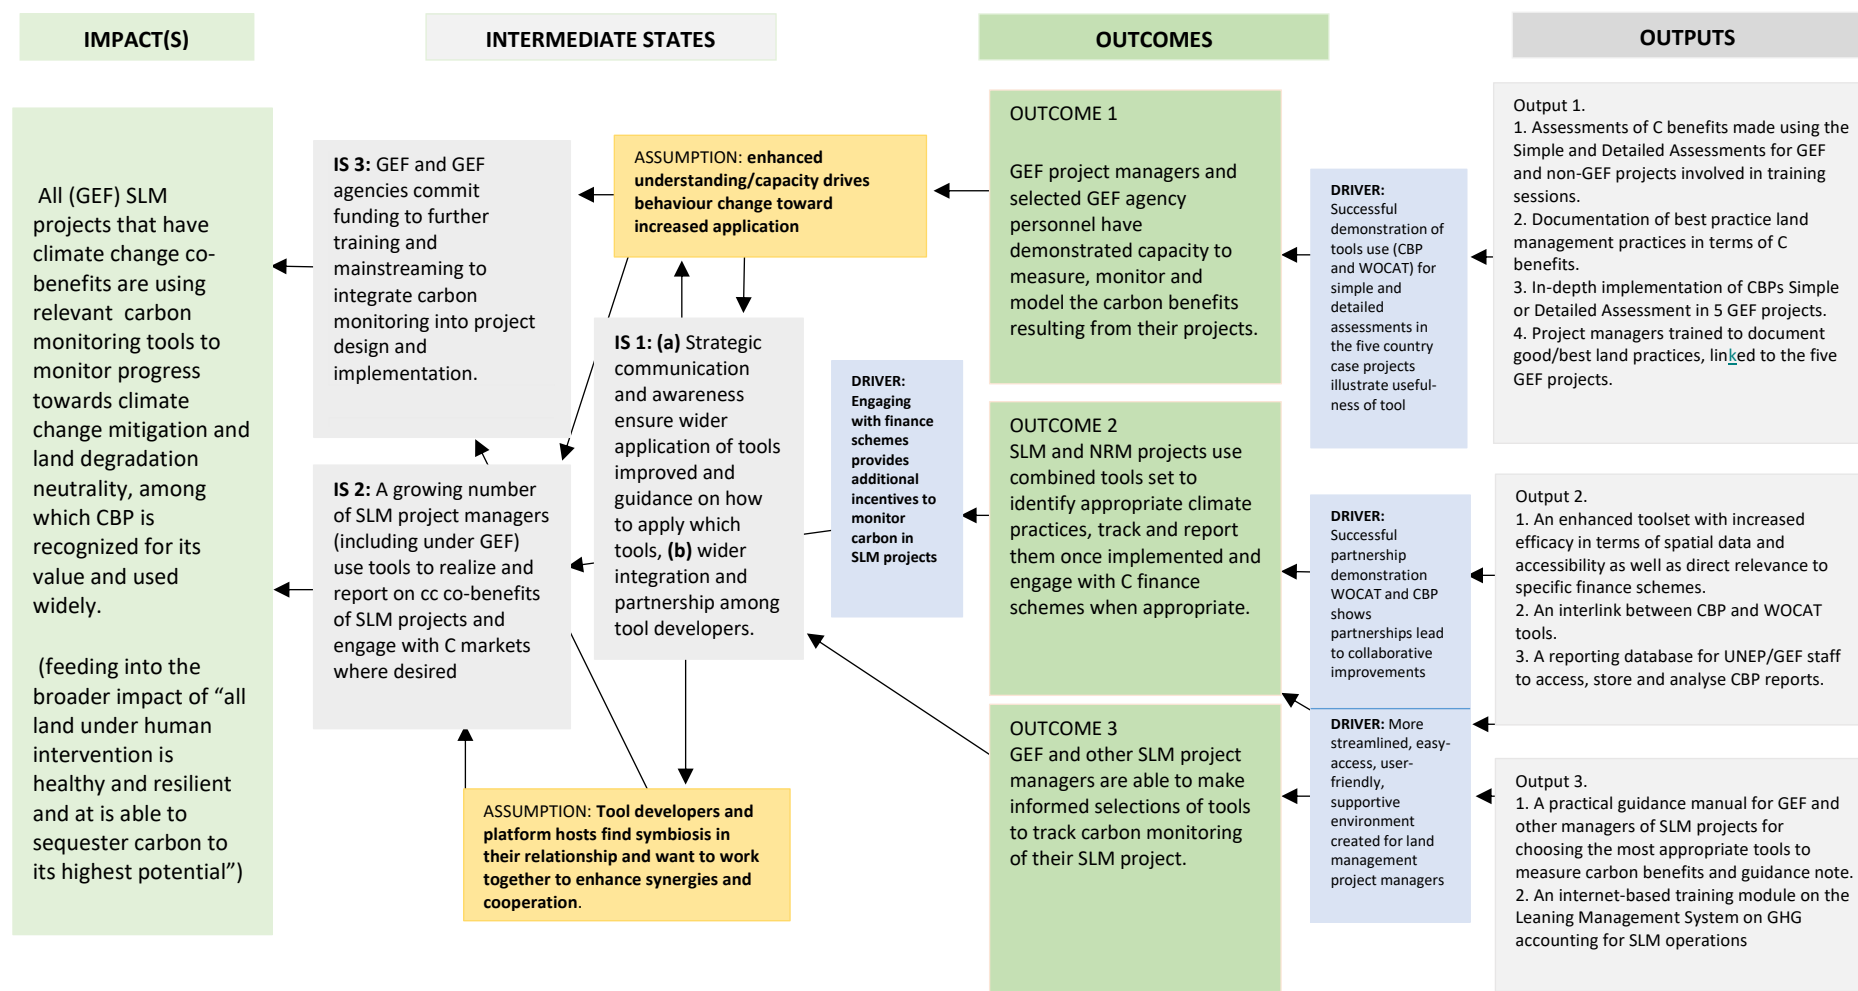 IMPACT(S)
INTERMEDIATE STATES
OUTCOMES
OUTPUTS
All (GEF) SLM
projects that have
climate change co-
benefits are using
relevant carbon
monitoring tools to
monitor progress
towards climate
change mitigation and
land degradation
neutrality, among
which CBP is
recognized for its
value and used
widely.
(feeding into the
broader impact of “all
land under human
intervention is
healthy and resilient
and at is able to
sequester carbon to
its highest potential”)
IS 3: GEF and GEF
agencies commit
funding to further
training and
mainstreaming to
integrate carbon
monitoring into project
design and
implementation.
IS 2: A growing number
of SLM project managers
(including under GEF)
use tools to realize and
report on cc co-benefits
of SLM projects and
engage with C markets
where desired
ASSUMPTION: enhanced
understanding/capacity drives
behaviour change toward
increased application
IS 1: (a) Strategic
communication
and awareness
ensure wider
application of tools
improved and
guidance on how
to apply which
tools, (b) wider
integration and
partnership among
tool developers.
ASSUMPTION: Tool developers and
platform hosts find symbiosis in
their relationship and want to work
together to enhance synergies and
cooperation.
DRIVER:
Engaging
with finance
schemes
provides
additional
incentives to
monitor
carbon in
SLM projects
OUTCOME 1
GEF project managers and
selected GEF agency
personnel have
demonstrated capacity to
measure, monitor and
model the carbon benefits
resulting from their projects.
OUTCOME 2
SLM and NRM projects use
combined tools set to
identify appropriate climate
practices, track and report
them once implemented and
engage with C finance
schemes when appropriate.
OUTCOME 3
GEF and other SLM project
managers are able to make
informed selections of tools
to track carbon monitoring
of their SLM project.
DRIVER:
Successful
demonstration of
tools use (CBP
and WOCAT) for
simple and
detailed
assessments in
the five country
case projects
illustrate useful-
ness of tool
DRIVER:
Successful
partnership
demonstration
WOCAT and CBP
shows
partnerships lead
to collaborative
improvements
DRIVER: More
streamlined, easy-
access, user-
friendly,
supportive
environment
created for land
management
project managers
Output 1.
1. Assessments of C benefits made using the
Simple and Detailed Assessments for GEF
and non-GEF projects involved in training
sessions.
2. Documentation of best practice land
management practices in terms of C
benefits.
3. In-depth implementation of CBPs Simple
or Detailed Assessment in 5 GEF projects.
4. Project managers trained to document
good/best land practices, linked to the five
GEF projects.
Output 2.
1. An enhanced toolset with increased
efficacy in terms of spatial data and
accessibility as well as direct relevance to
specific finance schemes.
2. An interlink between CBP and WOCAT
tools.
3. A reporting database for UNEP/GEF staff
to access, store and analyse CBP reports.
Output 3.
1. A practical guidance manual for GEF and
other managers of SLM projects for
choosing the most appropriate tools to
measure carbon benefits and guidance note.
2. An internet-based training module on the
Leaning Management System on GHG
accounting for SLM operations